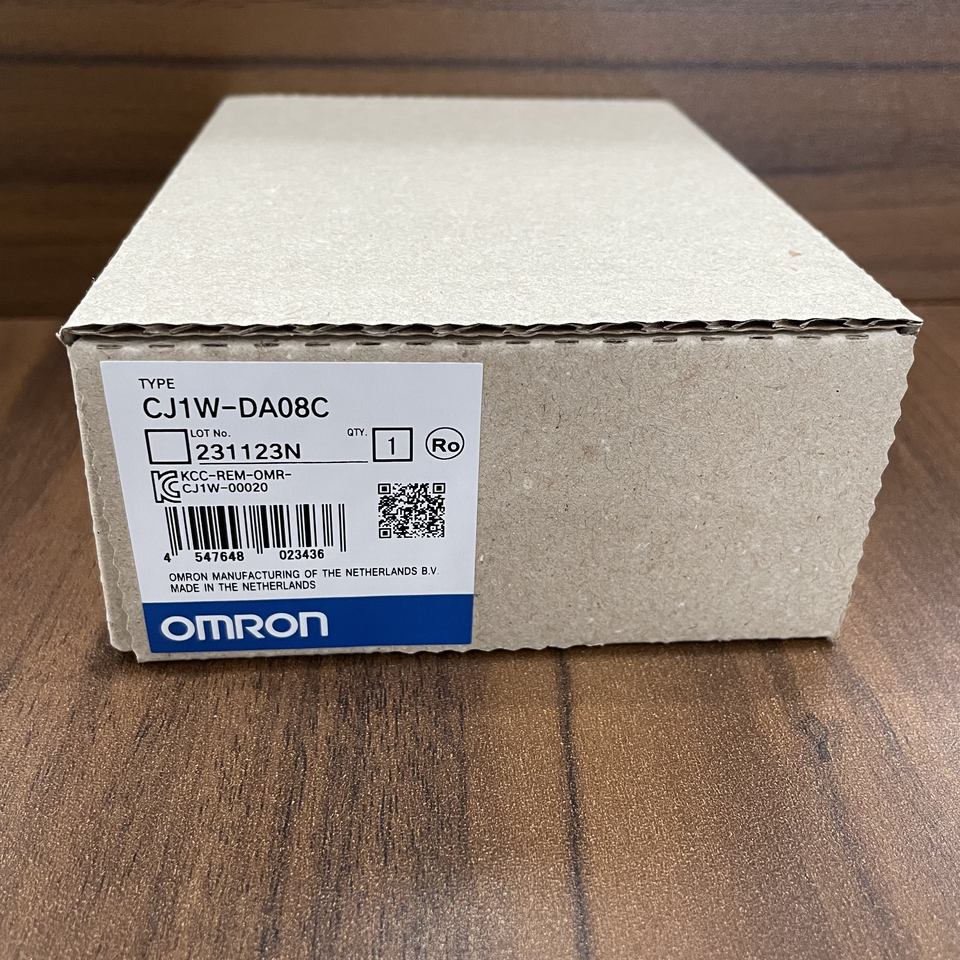 TYPE
CJ1W-DA08C
LOT No. 231123N QTY. 1 Ro
KCC-REM-OMR-
CJ1W-00020
4 547648 023436
OMRON MANUFACTURING OF THE NETHERLANDS B.V.
MADE IN THE NETHERLANDS
OMRON